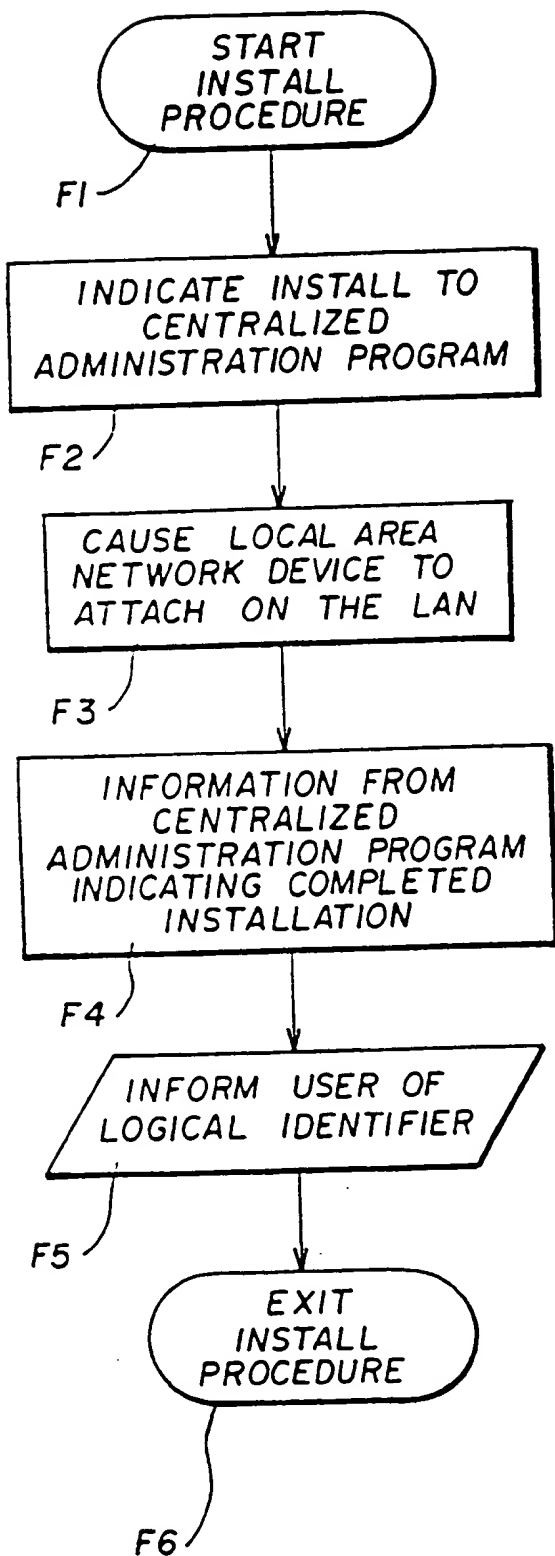 START
INSTALL
PROCEDURE
F1
INDICATE INSTALL TO
CENTRALIZED
ADMINISTRATION PROGRAM
F2
CAUSE LOCAL AREA
NETWORK DEVICE TO
ATTACH ON THE LAN
F3
INFORMATION FROM
CENTRALIZED
ADMINISTRATION PROGRAM
INDICATING COMPLETED
INSTALLATION
F4
INFORM USER OF
LOGICAL IDENTIFIER
F5
EXIT
INSTALL
PROCEDURE
F6